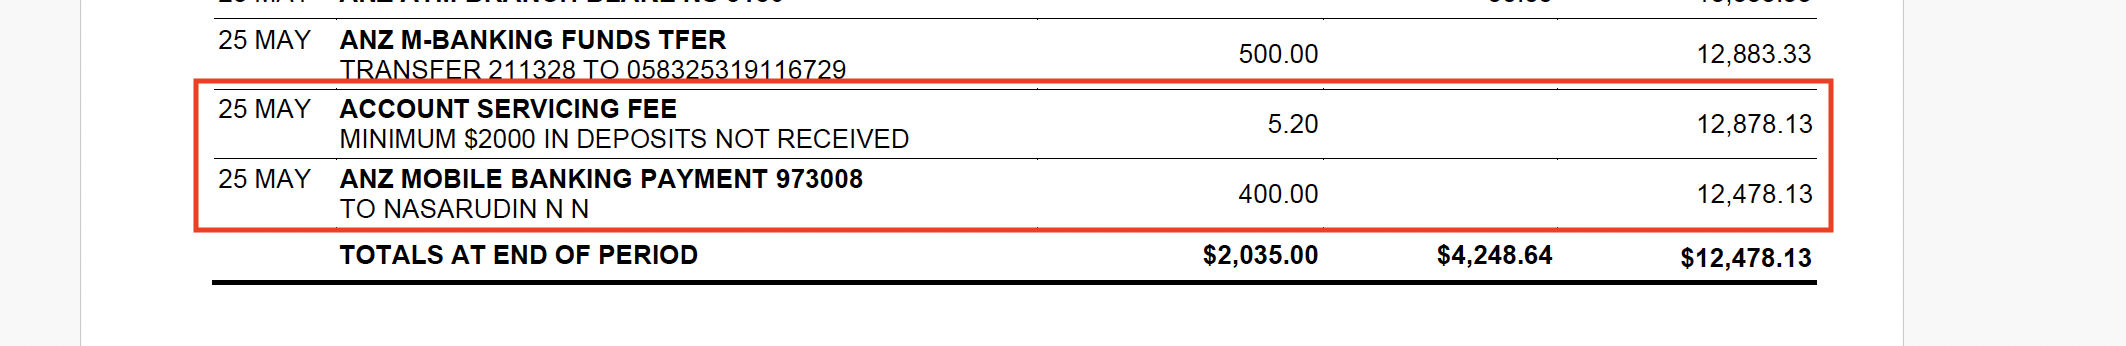 25 MAY ANZ M-BANKING FUNDS TFER 500.00 12,883.33
TRANSFER 211328 TO 058325319116729
25 MAY ACCOUNT SERVICING FEE 5.20 12,878.13
MINIMUM $2000 IN DEPOSITS NOT RECEIVED
25 MAY ANZ MOBILE BANKING PAYMENT 973008 400.00 12,478.13
TO NASARUDIN N N
TOTALS AT END OF PERIOD $2,035.00 $4,248.64 $12,478.13